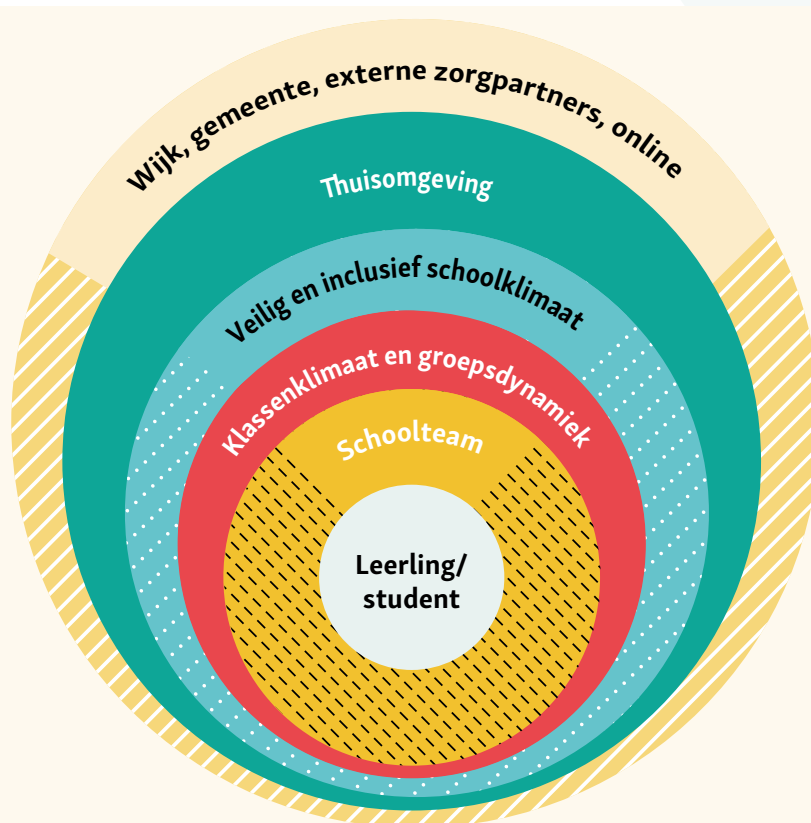 Wijk, gemeente, externe zorgpartners, online
Thuisomgeving
Veilig en inclusief schoolklimaat
Klassenklimaat en groepsdynamiek
Schoolteam
Leerling/
student